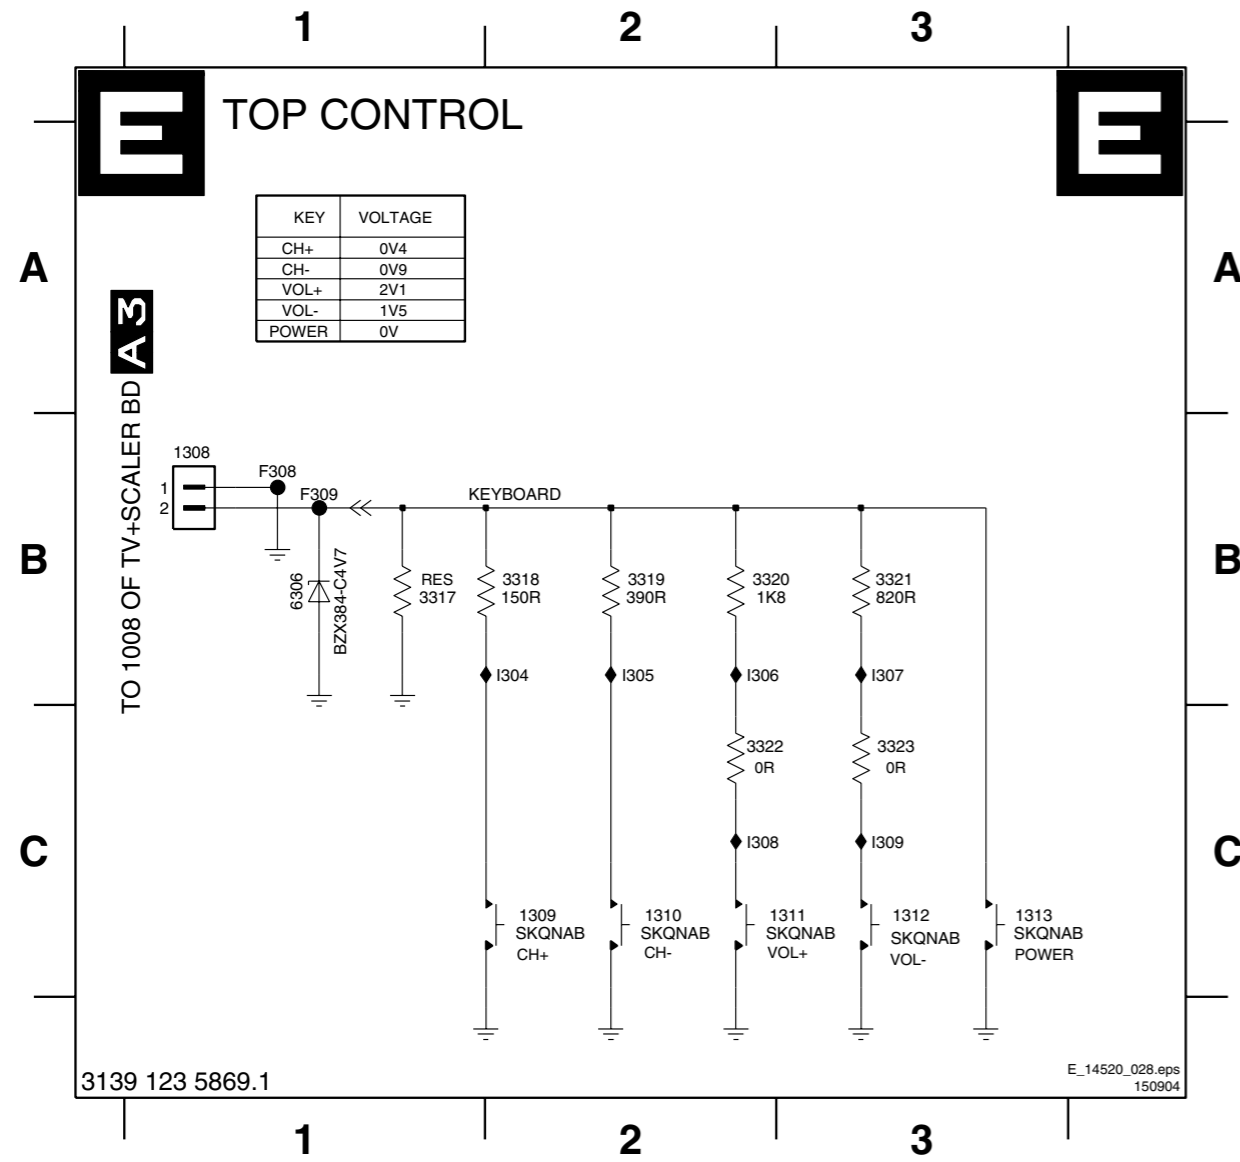 1 2 3
E TOP CONTROL E
KEY VOLTAGE
CH+ 0V4
CH- 0V9
VOL+ 2V1
VOL- 1V5
POWER 0V
A A
TO 1008 OF TV+SCALER BD A3
1308
1
2
F308
F309
KEYBOARD
B B
6306
BZX384-C4V7
RES
3317
3318
150R
3319
390R
3320
1K8
3321
820R
I304
I305
I306
I307
3322
0R
3323
0R
C C
I308
I309
1309
SKQNAB
CH+
1310
SKQNAB
CH-
1311
SKQNAB
VOL+
1312
SKQNAB
VOL-
1313
SKQNAB
POWER
3139 123 5869.1
E_14520_028.eps
150904
1 2 3